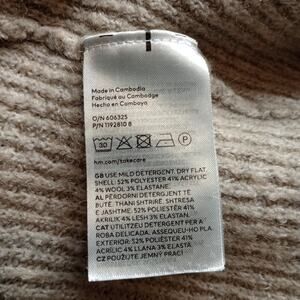 Made in Cambodia
Fabriqué au Cambodge
Hecho en Camboya
O/N 606325
P/N 1192810 8
30
P
hm.com/takecare
GB USE MILD DETERGENT. DRY FLAT.
SHELL: 52% POLYESTER 41% ACRYLIC
4% WOOL 3% ELASTANE
AL PËRDORNI DETERGJENT TË
BUTË. THANI SHTRIRË. SHTRESA
E JASHTME: 52% POLIESTËR 41%
AKRILIK 4% LESH 3% ELASTAN.
CAT UTILITZEU DETERGENT PER A
ROBA DELICADA. ASSEQUEU-HO PLA.
EXTERIOR: 52% POLIÈSTER 41%
ACRÍLIC 4% LLANA 3% ELASTÀ
CZ POUŽIJTE JEMNÝ PRACÍ